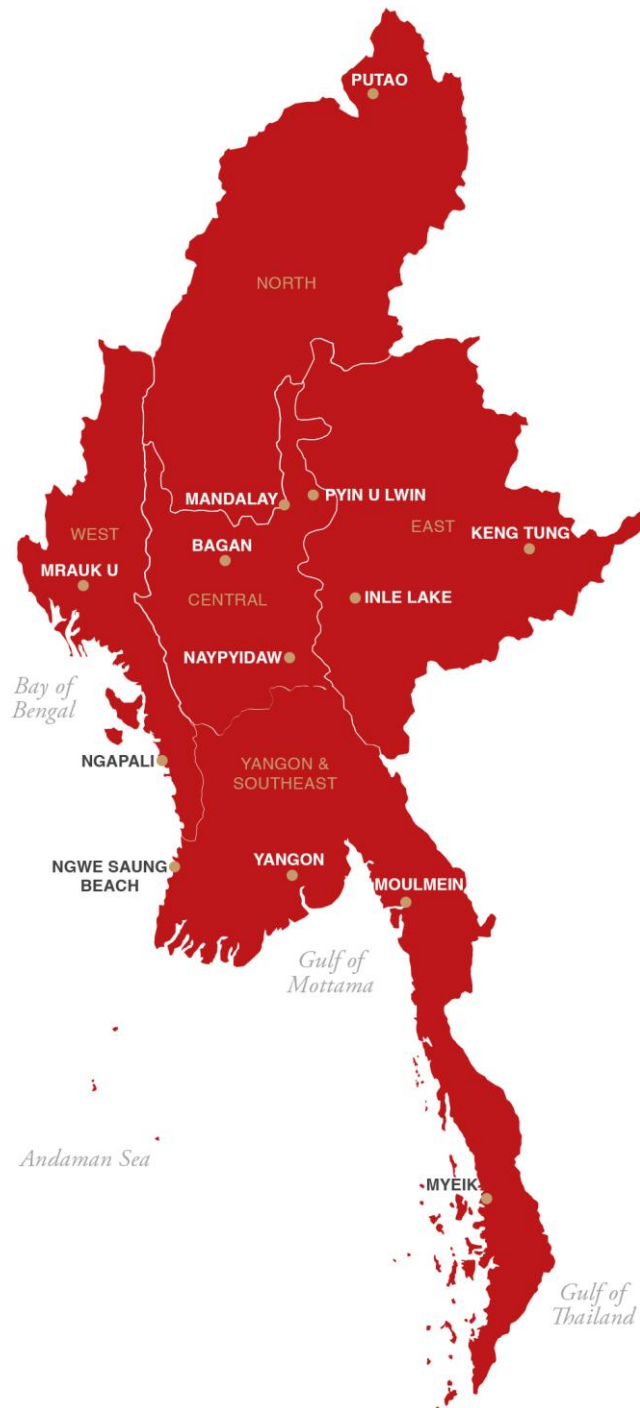 PUTAO
NORTH
MANDALAY
PYIN U LWIN
WEST
EAST
KENG TUNG
BAGAN
MRAUK U
CENTRAL
INLE LAKE
NAYPYIDAW
Bay of
Bengal
NGAPALI
YANGON &
SOUTHEAST
NGWE SAUNG
BEACH
YANGON
MOULMEIN
Gulf of
Mottama
Andaman Sea
MYEIK
Gulf of
Thailand